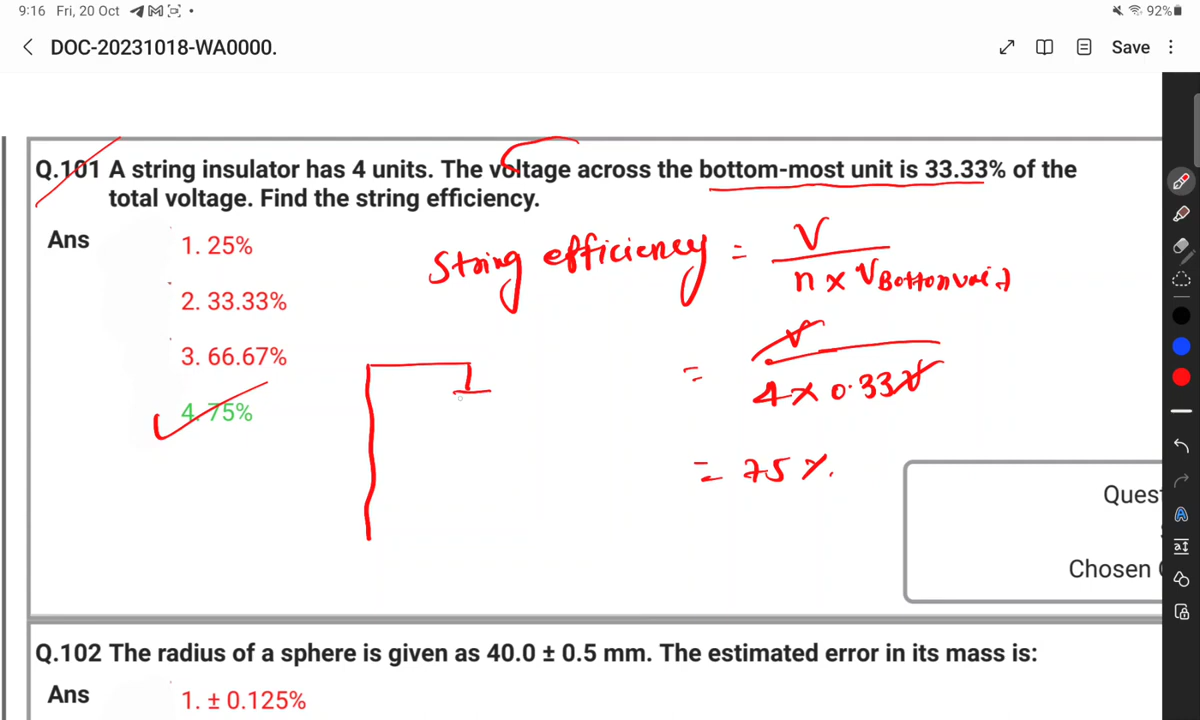 9:16 Fri, 20 Oct
92%
DOC-20231018-WA0000.
Save
Q.101 A string insulator has 4 units. The voltage across the bottom-most unit is 33.33% of the
total voltage. Find the string efficiency.
Ans
1. 25%
2. 33.33%
3. 66.67%
4. 75%
String efficiency = V
n x V
= V
4 x 0.33V
= 75 %.
Ques
Chosen
Q.102 The radius of a sphere is given as 40.0 ± 0.5 mm. The estimated error in its mass is:
Ans
1. ± 0.125%